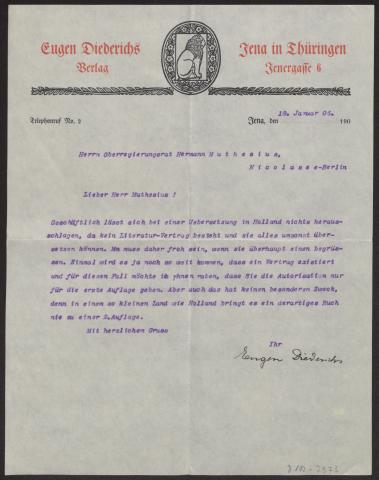 Eugen Diederichs
Verlag
Jena in Thüringen
Jenergasse 6
Telephonruf No. 2
Jena, den 18. Januar 06. 190
Herrn Oberregierungsrat Hermann Muthesius,
Nicolassee-Berlin
Lieber Herr Muthesius !
Geschäftlich lässt sich bei einer Uebersetzung in Holland nichts heraus-
schlagen, da kein Literatur-Vertrag besteht und sie alles umsonst über-
setzen können. Mn muss daher froh sein, wenn sie überhaupt einen begrüs-
sen. Einmal wird es ja noch so weit kommen, dass ein Vertrag existiert
und für diesen Fall möchte ich Ihnen raten, dass Sie die Autorisation nur
für die erste Auflage geben. Aber auch das hat keinen besonderen Zweck,
denn in einem so kleinen Land wie Holland bringt es ein derartiges Buch
nie zu einer 2.Auflage.
Mit herzlichem Gruss
Ihr
Eugen Diederichs